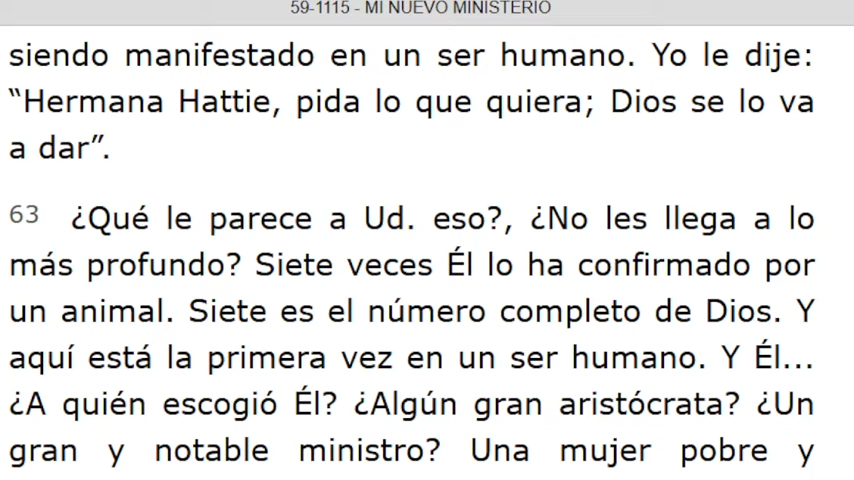 59-1115 - MI NUEVO MINISTERIO
siendo manifestado en un ser humano. Yo le dije:
“Hermana Hattie, pida lo que quiera; Dios se lo va
a dar”.
63 ¿Qué le parece a Ud. eso?, ¿No les llega a lo
más profundo? Siete veces Él lo ha confirmado por
un animal. Siete es el número completo de Dios. Y
aquí está la primera vez en un ser humano. Y Él...
¿A quién escogió Él? ¿Algún gran aristócrata? ¿Un
gran y notable ministro? Una mujer pobre y